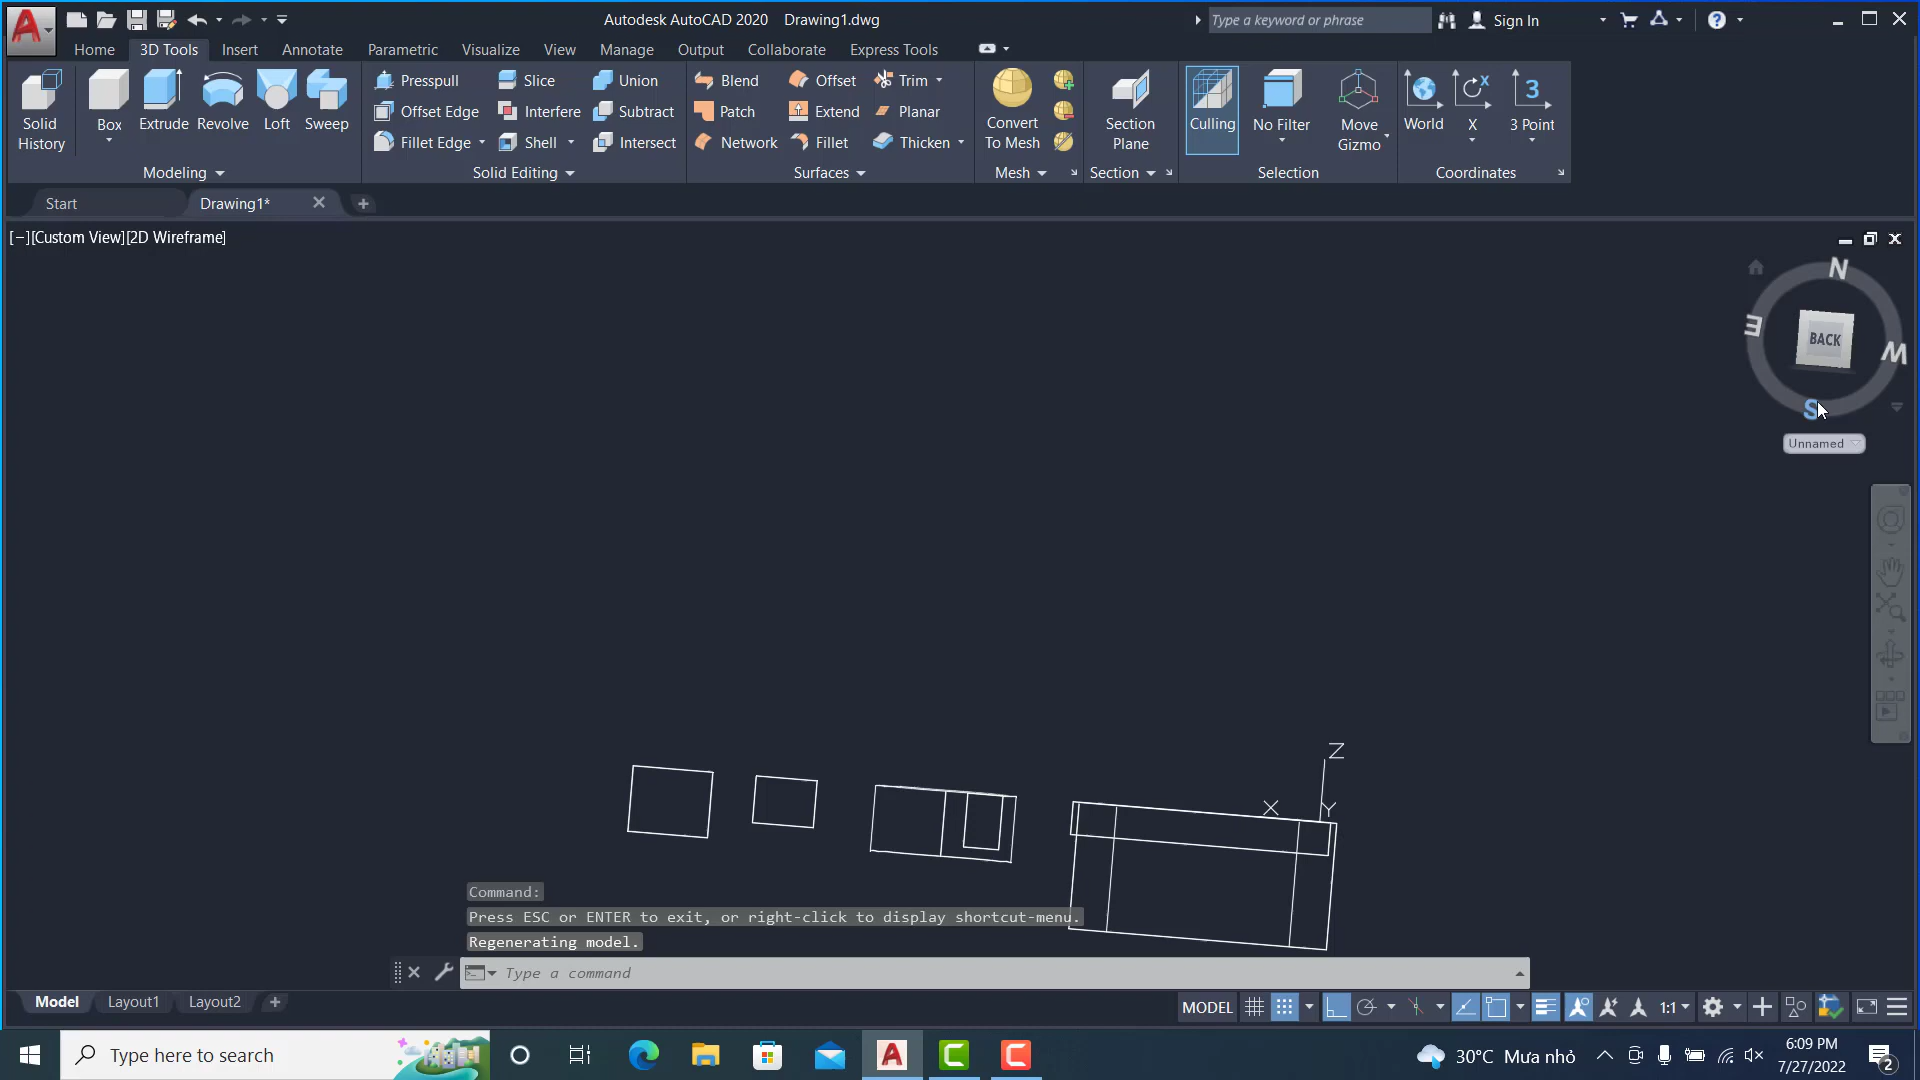 Autodesk AutoCAD 2020 Drawing1.dwg
Type a keyword or phrase
Sign In
Home 3D Tools Insert Annotate Parametric Visualize View Manage Output Collaborate Express Tools
Solid History
Box
Extrude
Revolve
Loft
Sweep
Modeling
Presspull Slice Union
Offset Edge Interfere Subtract
Fillet Edge Shell Intersect
Solid Editing
Blend Offset Trim
Patch Extend Planar
Network Fillet Thicken
Surfaces
Convert To Mesh
Mesh
Section Plane
Section
Culling
No Filter
Move Gizmo
Selection
World
X
3
3 Point
Coordinates
Start Drawing1*
[−][Custom View][2D Wireframe]
N
E
BACK
W
S
Unnamed
Z
X
Y
Command:
Press ESC or ENTER to exit, or right-click to display shortcut-menu.
Regenerating model.
Type a command
Model Layout1 Layout2
MODEL
1:1
Type here to search
30°C Mưa nhỏ
6:09 PM
7/27/2022
2